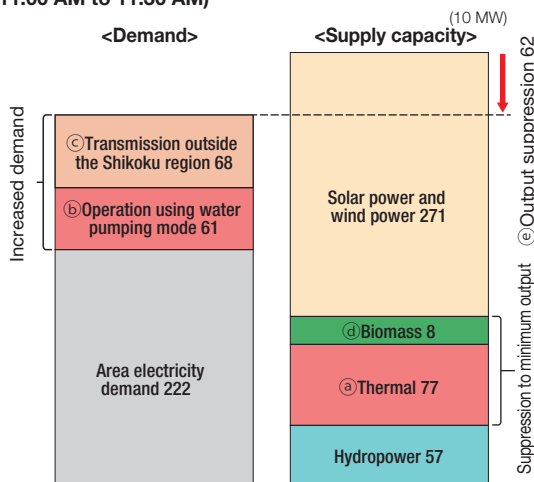 11:00 AM to 11:30 AM)
(10 MW)
<Demand>
<Supply capacity>
Increased demand
ⓒTransmission outside
the Shikoku region 68
ⓑOperation using water
pumping mode 61
Area electricity
demand 222
Solar power and
wind power 271
ⓓBiomass 8
ⓐThermal 77
Hydropower 57
ⓔOutput suppression 62
Suppression to minimum output